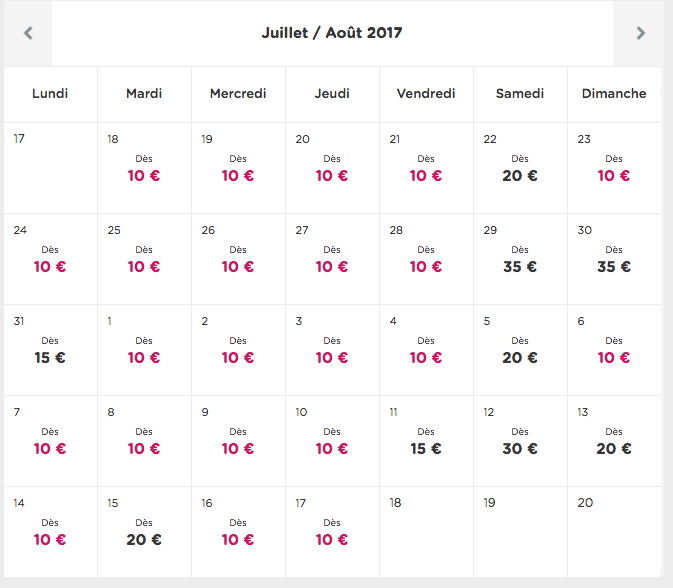 Juillet / Août 2017
Lundi Mardi Mercredi Jeudi Vendredi Samedi Dimanche
17 18 19 20 21 22 23
Dès Dès Dès Dès Dès Dès
10 € 10 € 10 € 10 € 20 € 10 €
24 25 26 27 28 29 30
Dès Dès Dès Dès Dès Dès Dès
10 € 10 € 10 € 10 € 10 € 35 € 35 €
31 1 2 3 4 5 6
Dès Dès Dès Dès Dès Dès Dès
15 € 10 € 10 € 10 € 10 € 20 € 10 €
7 8 9 10 11 12 13
Dès Dès Dès Dès Dès Dès Dès
10 € 10 € 10 € 10 € 15 € 30 € 20 €
14 15 16 17 18 19 20
Dès Dès Dès Dès
10 € 20 € 10 € 10 €